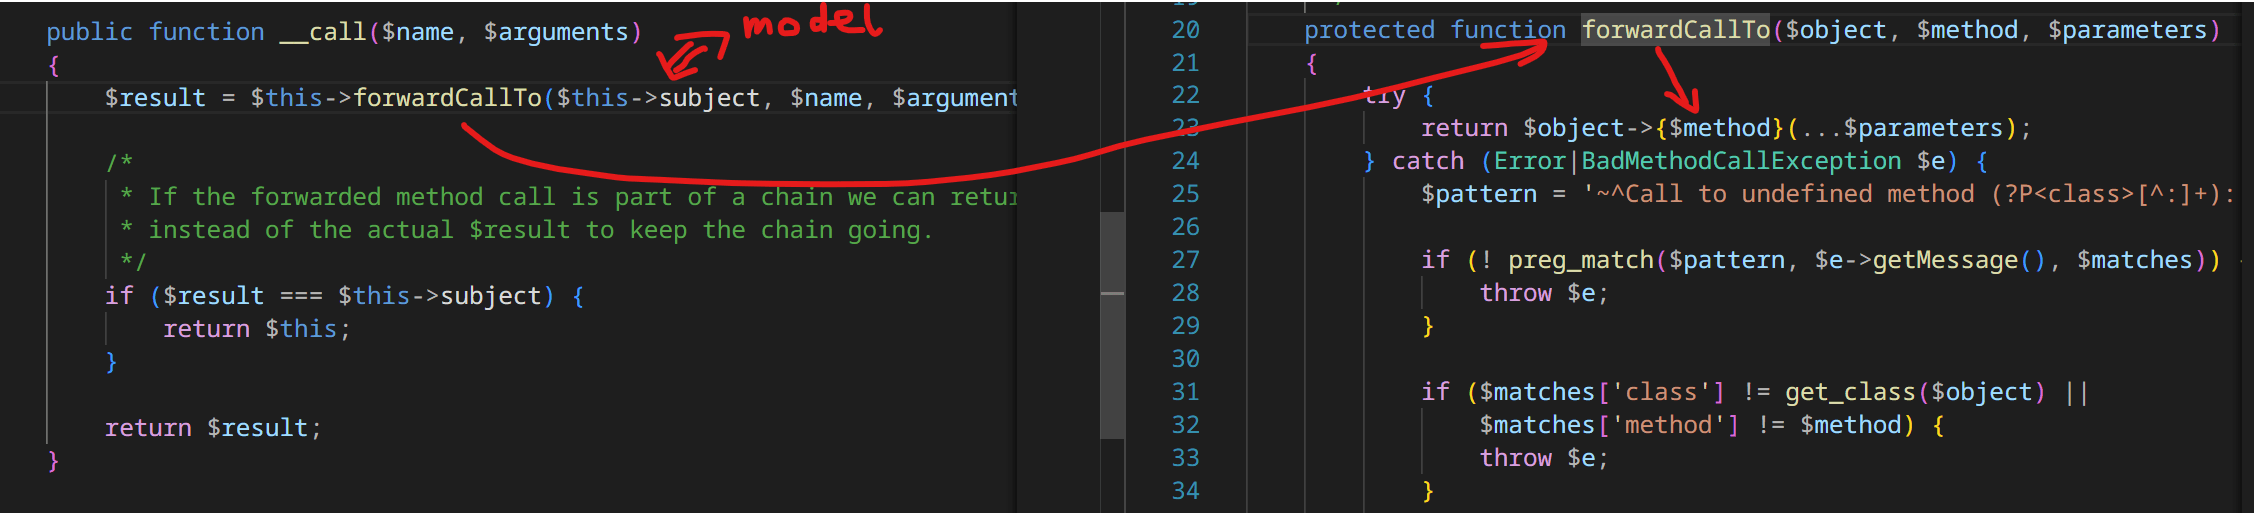 model
public function __call($name, $arguments)
{
$result = $this->forwardCallTo($this->subject, $name, $argument
/*
* If the forwarded method call is part of a chain we can retur
* instead of the actual $result to keep the chain going.
*/
if ($result === $this->subject) {
return $this;
}
return $result;
}
20 protected function forwardCallTo($object, $method, $parameters)
21 {
22 try {
23 return $object->{$method}(...$parameters);
24 } catch (Error|BadMethodCallException $e) {
25 $pattern = '~^Call to undefined method (?P<class>[^:]+):
26
27 if (! preg_match($pattern, $e->getMessage(), $matches))
28 throw $e;
29 }
30
31 if ($matches['class'] != get_class($object) ||
32 $matches['method'] != $method) {
33 throw $e;
34 }